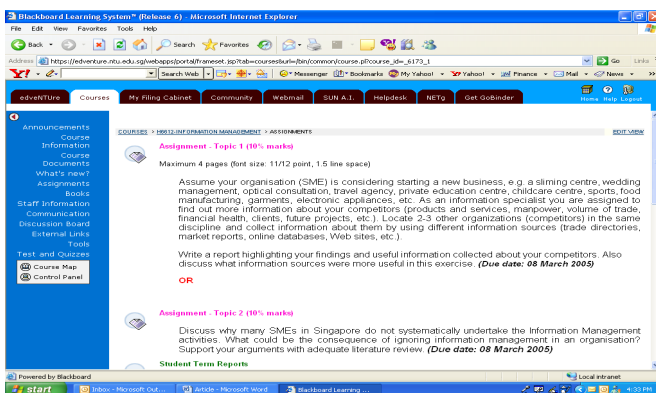 Blackboard Learning System™ (Release 6) - Microsoft Internet Explorer
File Edit View Favorites Tools Help
Back Search Favorites
Address https://edventure.ntu.edu.sg/webapps/portal/frameset.jsp?tab=courses&url=/bin/common/course.pl?course_id=_6173_1 Go Links
Y! Search Web Messenger Bookmarks My Yahoo! Yahoo! Finance Mail News
edveNTUre Courses My Filing Cabinet Community Webmail SUN A.I. Helpdesk NETg Get GoBinder Home Help Logout
Announcements
Course
Information
Course
Documents
What's new?
Assignments
Books
Staff Information
Communication
Discussion Board
External Links
Tools
Test and Quizzes
Course Map
Control Panel
COURSES > H6612-INFORMATION MANAGEMENT > ASSIGNMENTS EDIT VIEW
Assignment - Topic 1 (10% marks)
Maximum 4 pages (font size: 11/12 point, 1.5 line space)
Assume your organisation (SME) is considering starting a new business, e.g. a sliming centre, wedding
management, optical consultation, travel agency, private education centre, childcare centre, sports, food
manufacturing, garments, electronic appliances, etc. As an information specialist you are assigned to
find out more information about your competitors (products and services, manpower, volume of trade,
financial health, clients, future projects, etc.). Locate 2-3 other organizations (competitors) in the same
discipline and collect information about them by using different information sources (trade directories,
market reports, online databases, Web sites, etc.).
Write a report highlighting your findings and useful information collected about your competitors. Also
discuss what information sources were more useful in this exercise. (Due date: 08 March 2005)
OR
Assignment - Topic 2 (10% marks)
Discuss why many SMEs in Singapore do not systematically undertake the Information Management
activities. What could be the consequence of ignoring information management in an organisation?
Support your arguments with adequate literature review. (Due date: 08 March 2005)
Student Term Reports
Powered by Blackboard Local intranet
start Inbox - Microsoft Out... Article - Microsoft Word Blackboard Learning ... 4:33 PM